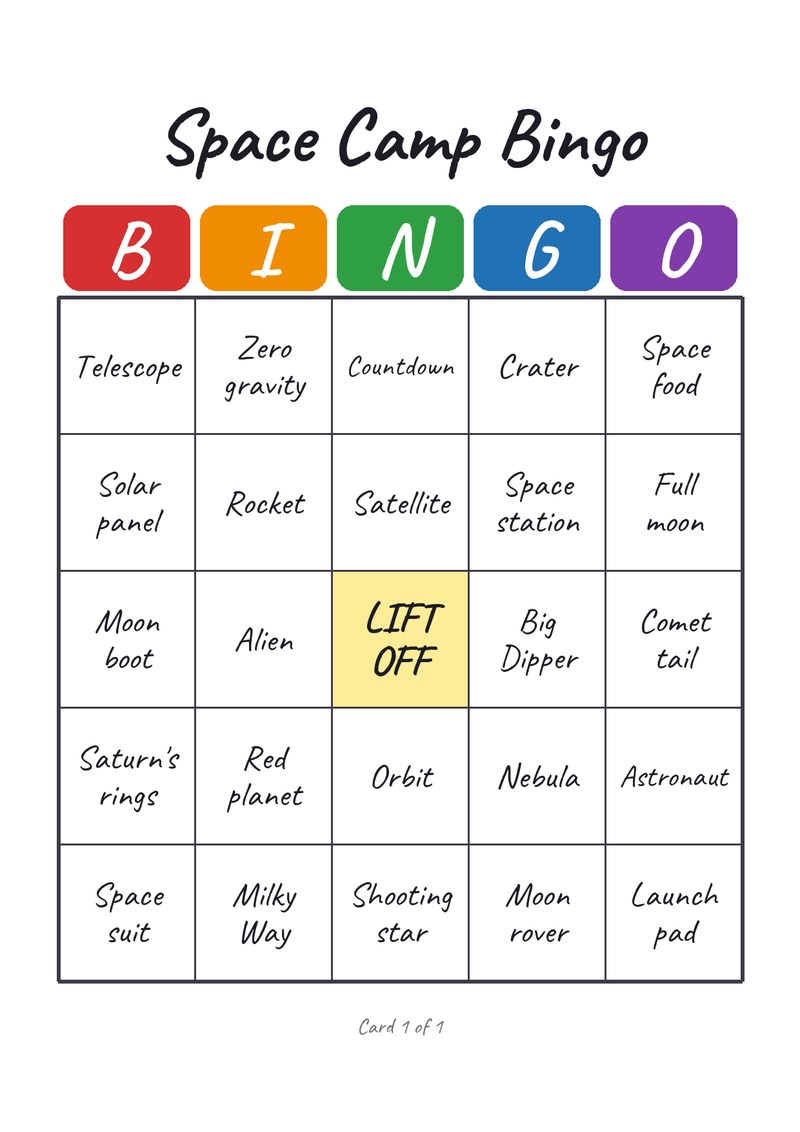 Space Camp Bingo
B I N G O
Telescope
Zero
gravity
Countdown
Crater
Space
food
Solar
panel
Rocket
Satellite
Space
station
Full
moon
Moon
boot
Alien
LIFT
OFF
Big
Dipper
Comet
tail
Saturn's
rings
Red
planet
Orbit
Nebula
Astronaut
Space
suit
Milky
Way
Shooting
star
Moon
rover
Launch
pad
Card 1 of 1